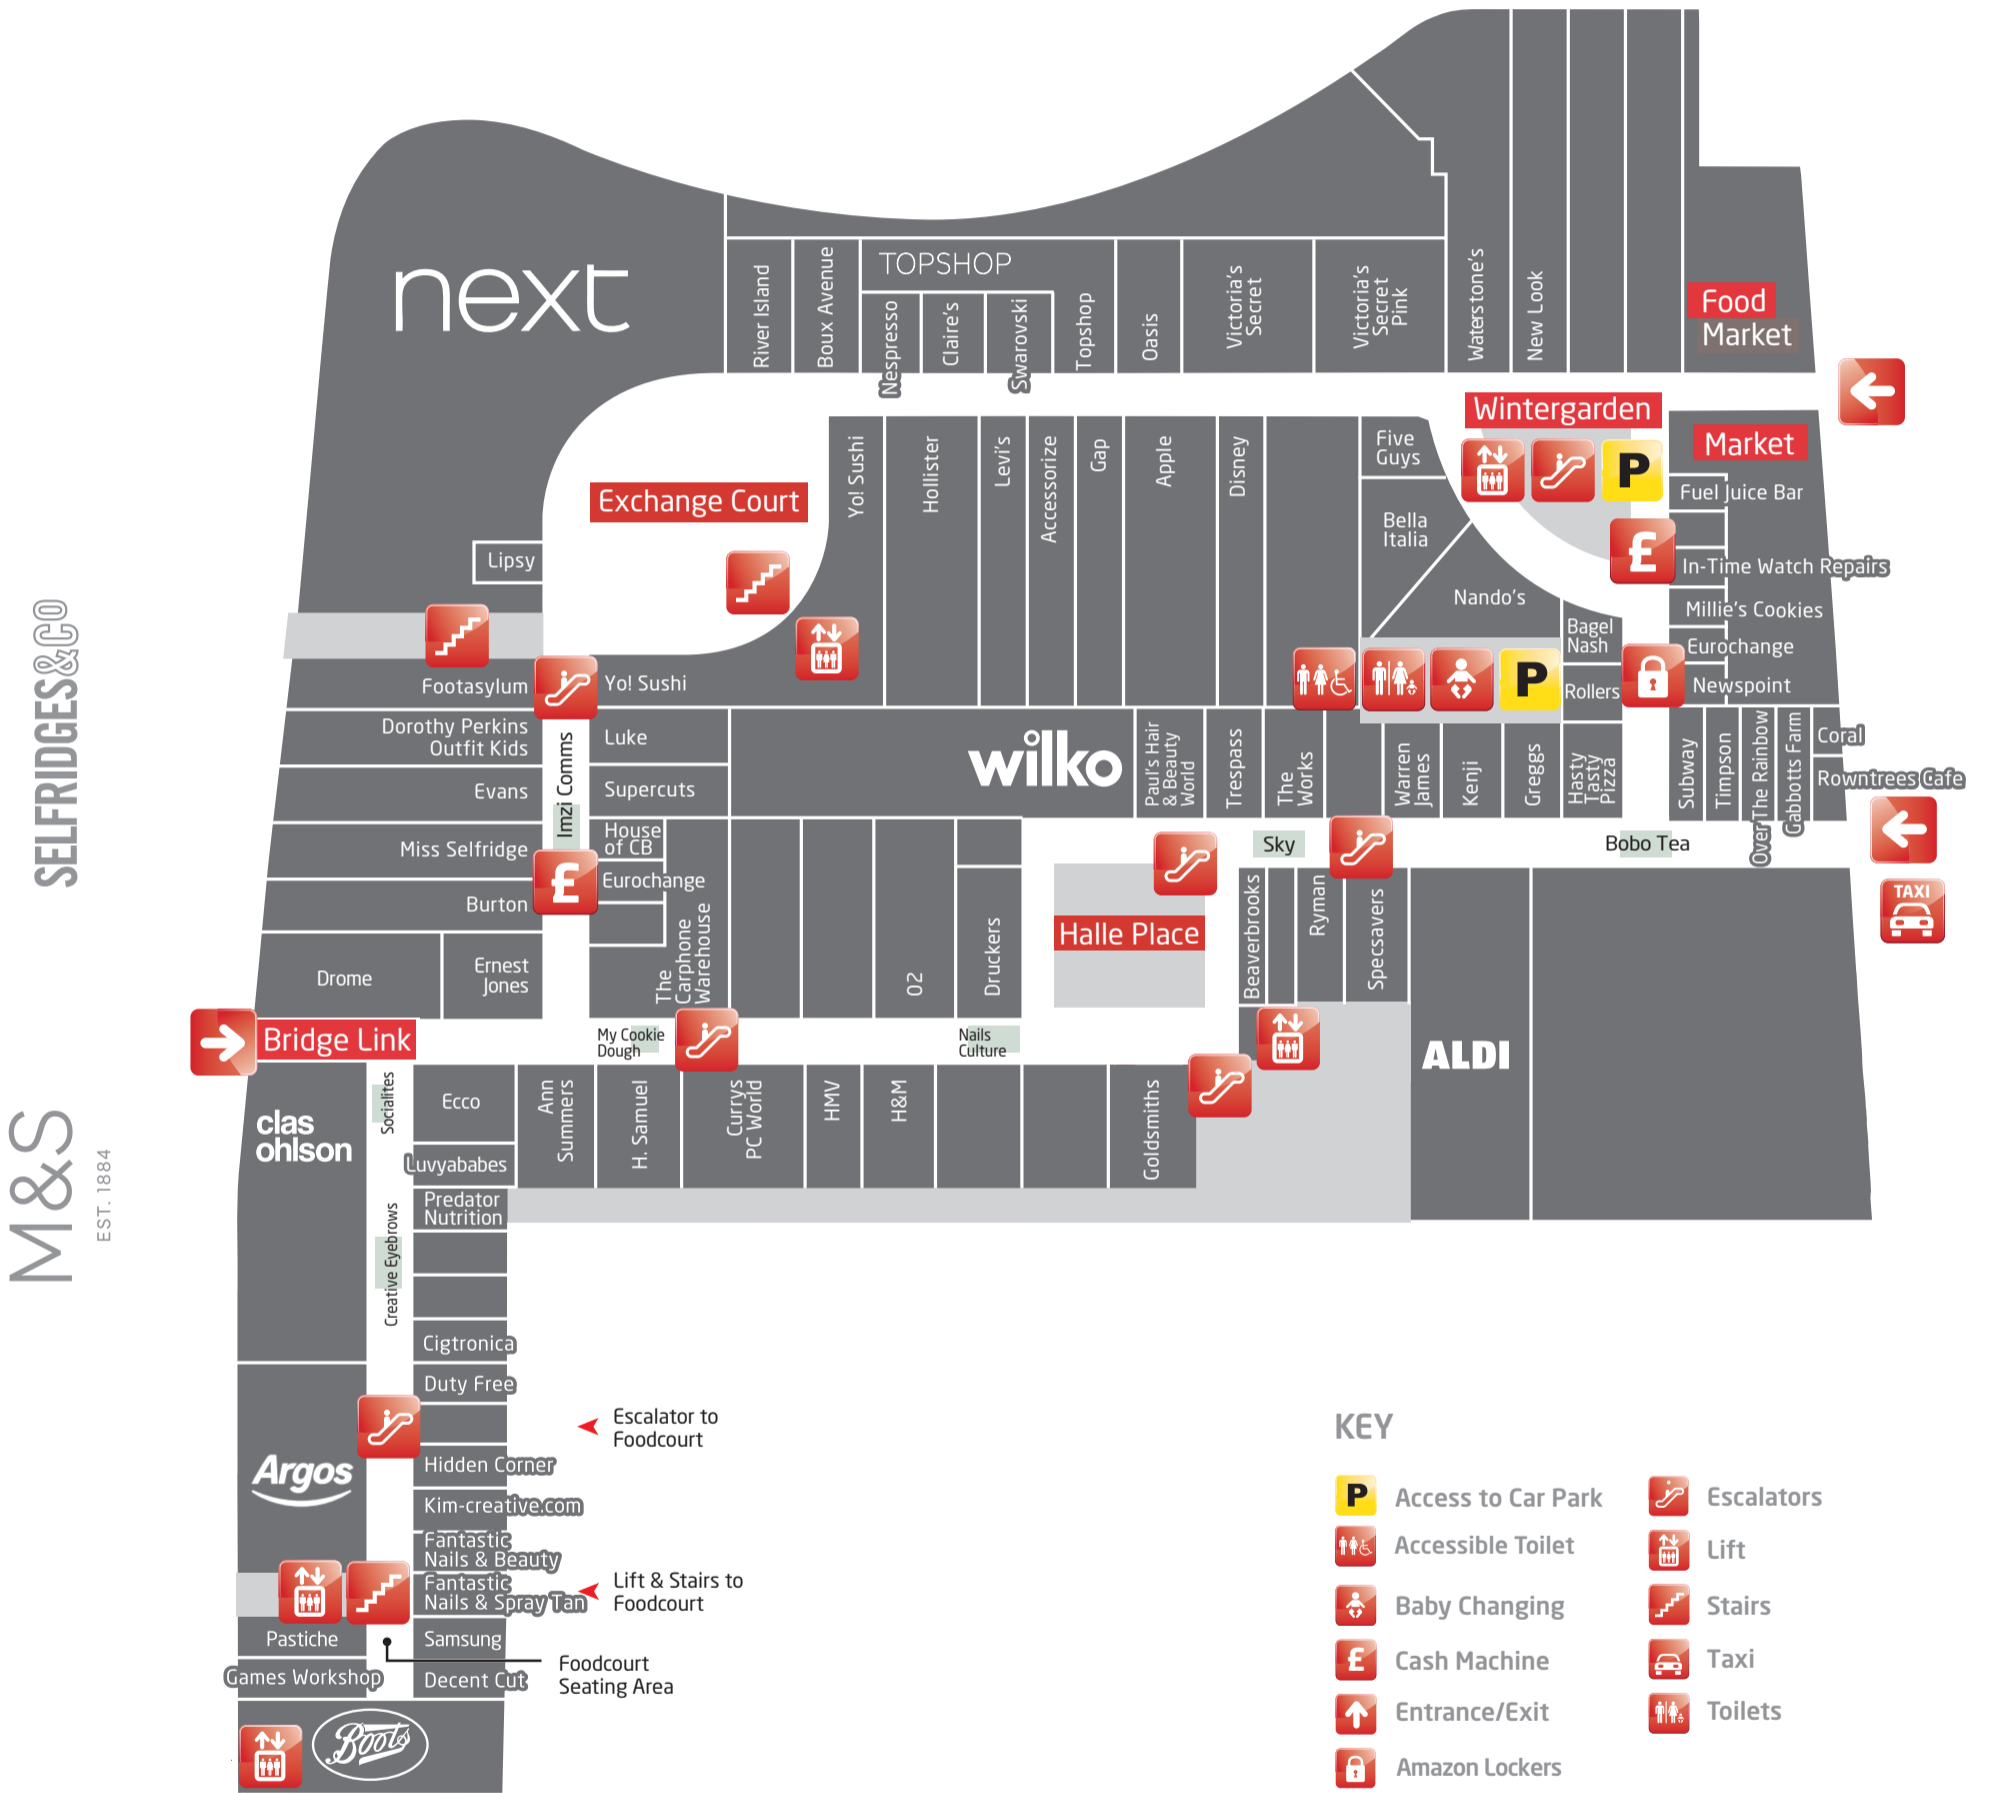 next
River Island
Boux Avenue
TOPSHOP
Nespresso
Claire's
Swarovski
Topshop
Oasis
Victoria's
Secret
Victoria's
Secret
Pink
Waterstone's
New Look
Food
Market
Wintergarden
Market
P
£
Fuel Juice Bar
In-Time Watch Repairs
Millie's Cookies
Eurochange
Newspoint
Exchange Court
Yo! Sushi
Hollister
Levi's
Accessorize
Gap
Apple
Disney
Five
Guys
Bella
Italia
Nando's
Bagel
Nash
Rollers
P
Lipsy
Footasylum
Yo! Sushi
Dorothy Perkins
Outfit Kids
Evans
Miss Selfridge
Burton
Drome
Ernest
Jones
Imzi Comms
£
Luke
Supercuts
House
of CB
Eurochange
The
Carphone
Warehouse
wilko
Paul's Hair
& Beauty
World
Trespass
The
Works
Warren
James
Kenji
Greggs
Hasty
Tasty
Pizza
Subway
Timpson
Over The Rainbow
Gabbotts Farm
Coral
Rowntrees Cafe
O2
Druckers
Halle Place
Sky
Bobo Tea
TAXI
Beaverbrooks
Ryman
Specsavers
ALDI
SELFRIDGES&CO
M&S
EST. 1884
Bridge Link
My Cookie
Dough
Nails
Culture
clas
ohlson
Socialites
Creative Eyebrows
Ecco
Luvyababes
Predator
Nutrition
Ann
Summers
H. Samuel
Currys
PC World
HMV
H&M
Goldsmiths
Cigtronica
Duty Free
Argos
Hidden Corner
Kim-creative.com
Fantastic
Nails & Beauty
Fantastic
Nails & Spray Tan
Pastiche
Games Workshop
Samsung
Decent Cut
Boots
Escalator to
Foodcourt
Lift & Stairs to
Foodcourt
Foodcourt
Seating Area
KEY
P
Access to Car Park
Accessible Toilet
Baby Changing
£
Cash Machine
Entrance/Exit
Amazon Lockers
Escalators
Lift
Stairs
Taxi
Toilets